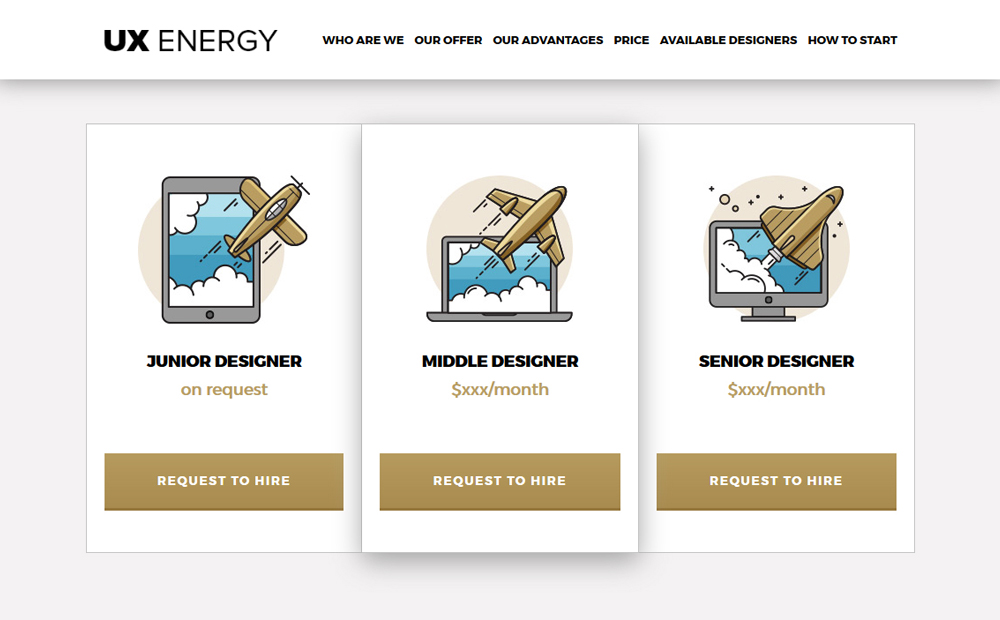 UX ENERGY
WHO ARE WE OUR OFFER OUR ADVANTAGES PRICE AVAILABLE DESIGNERS HOW TO START
JUNIOR DESIGNER
on request
REQUEST TO HIRE
MIDDLE DESIGNER
$xxx/month
REQUEST TO HIRE
SENIOR DESIGNER
$xxx/month
REQUEST TO HIRE